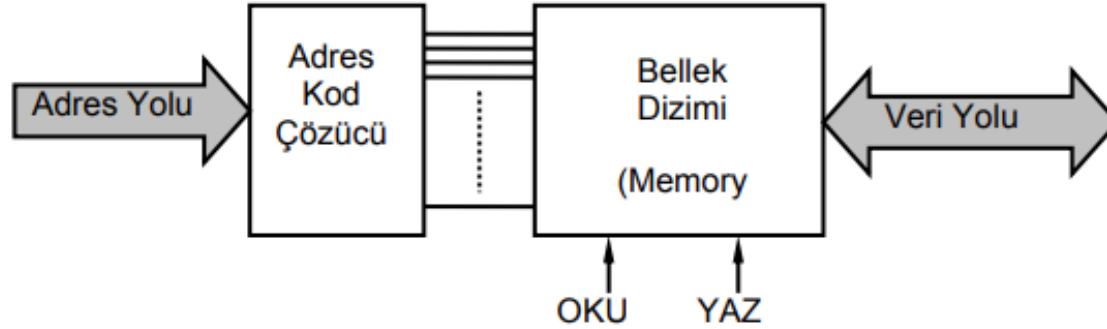 Adres Yolu
Adres
Kod
Çözücü
Bellek
Dizimi
(Memory
Veri Yolu
OKU
YAZ